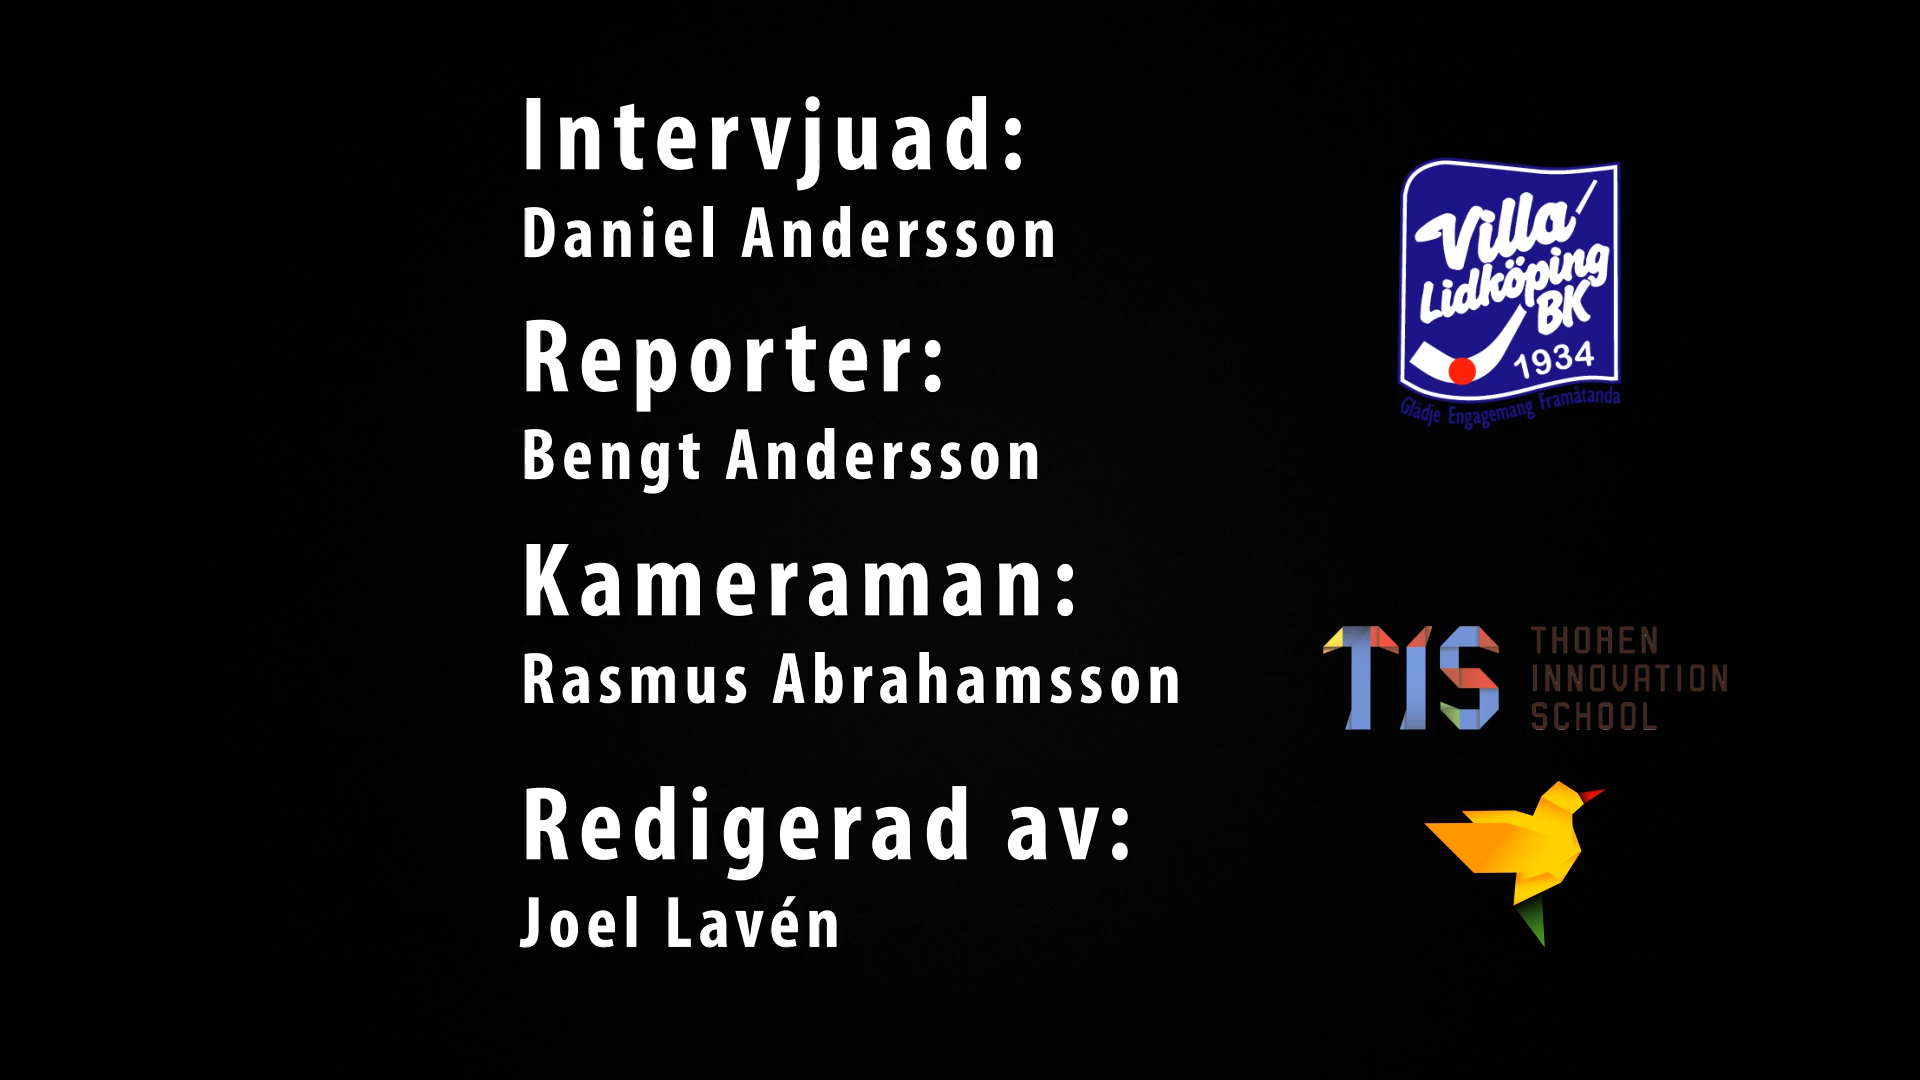 Intervjuad:
Daniel Andersson
Reporter:
Bengt Andersson
Kameraman:
Rasmus Abrahamsson
Redigerad av:
Joel Lavén
Villa
Lidköping
BK
1934
Glädje Engagemang Framåtanda
TIS
THOREN
INNOVATION
SCHOOL